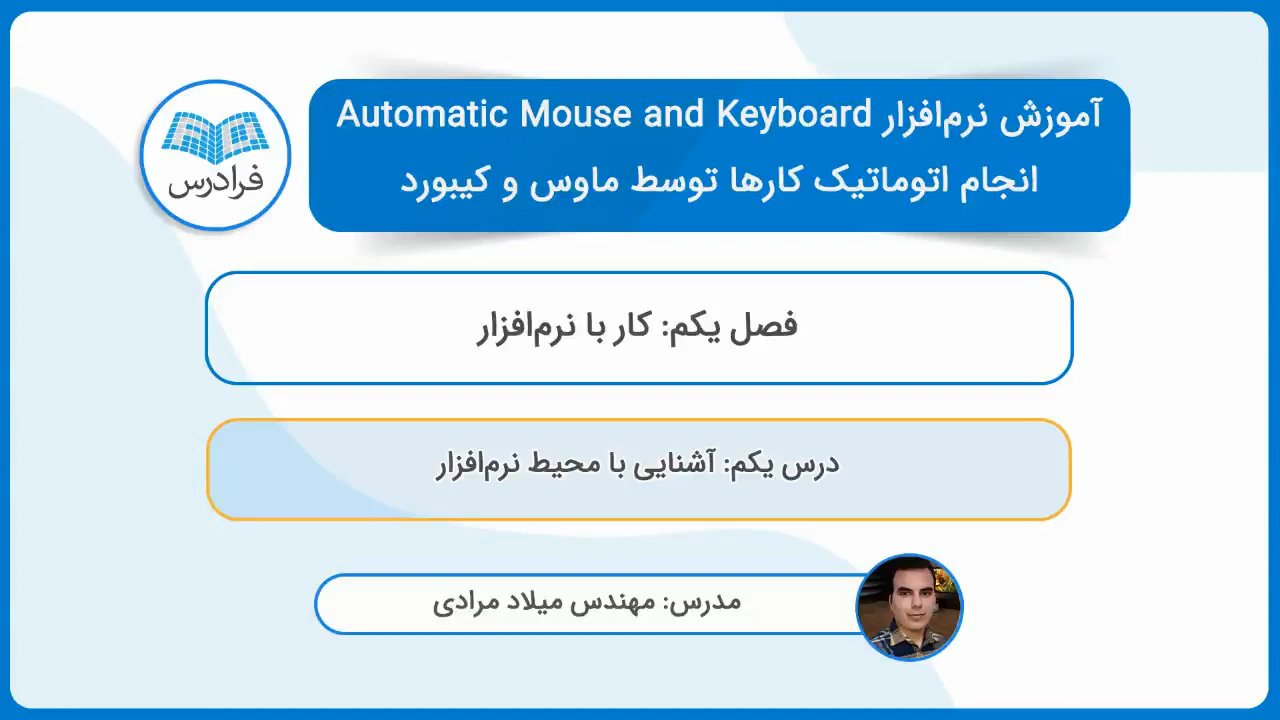 آموزش نرم‌افزار Automatic Mouse and Keyboard
انجام اتوماتیک کارها توسط ماوس و کیبورد
فرادرس
فصل یکم: کار با نرم‌افزار
درس یکم: آشنایی با محیط نرم‌افزار
مدرس: مهندس میلاد مرادی